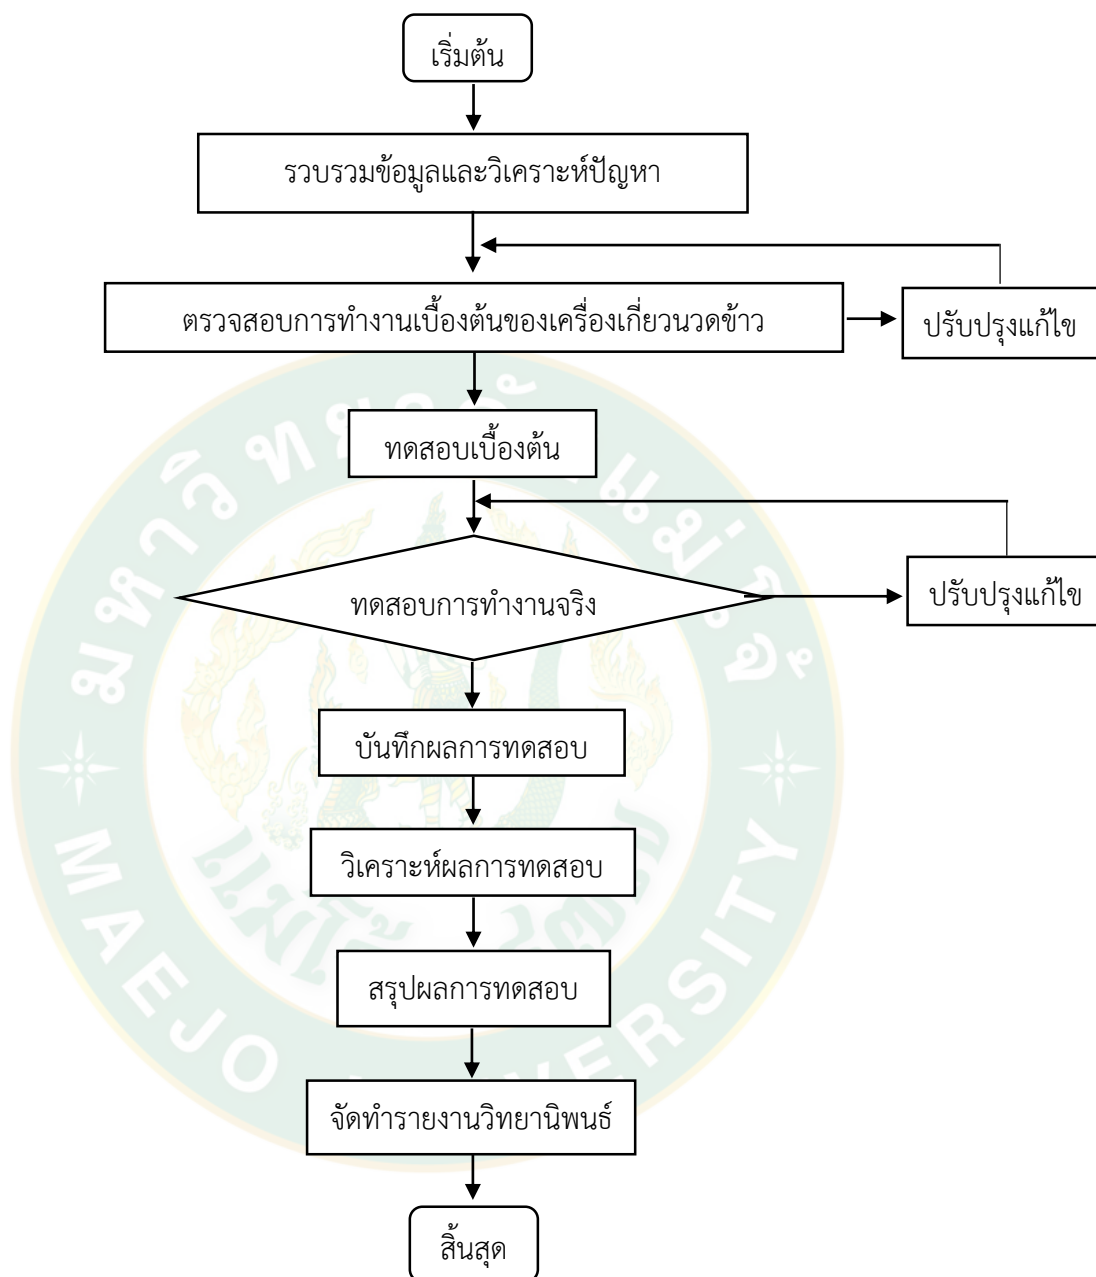 เริ่มต้น
รวบรวมข้อมูลและวิเคราะห์ปัญหา
ตรวจสอบการทำงานเบื้องต้นของเครื่องเกี่ยวนวดข้าว
ปรับปรุงแก้ไข
ทดสอบเบื้องต้น
ทดสอบการทำงานจริง
ปรับปรุงแก้ไข
บันทึกผลการทดสอบ
วิเคราะห์ผลการทดสอบ
สรุปผลการทดสอบ
จัดทำรายงานวิทยานิพนธ์
สิ้นสุด
MAEJO